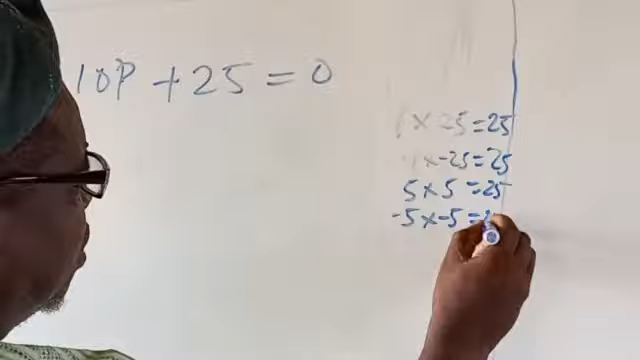 10P + 25 = 0
1 x 25 = 25
-1 x -25 = 25
5 x 5 = 25
-5 x -5 =